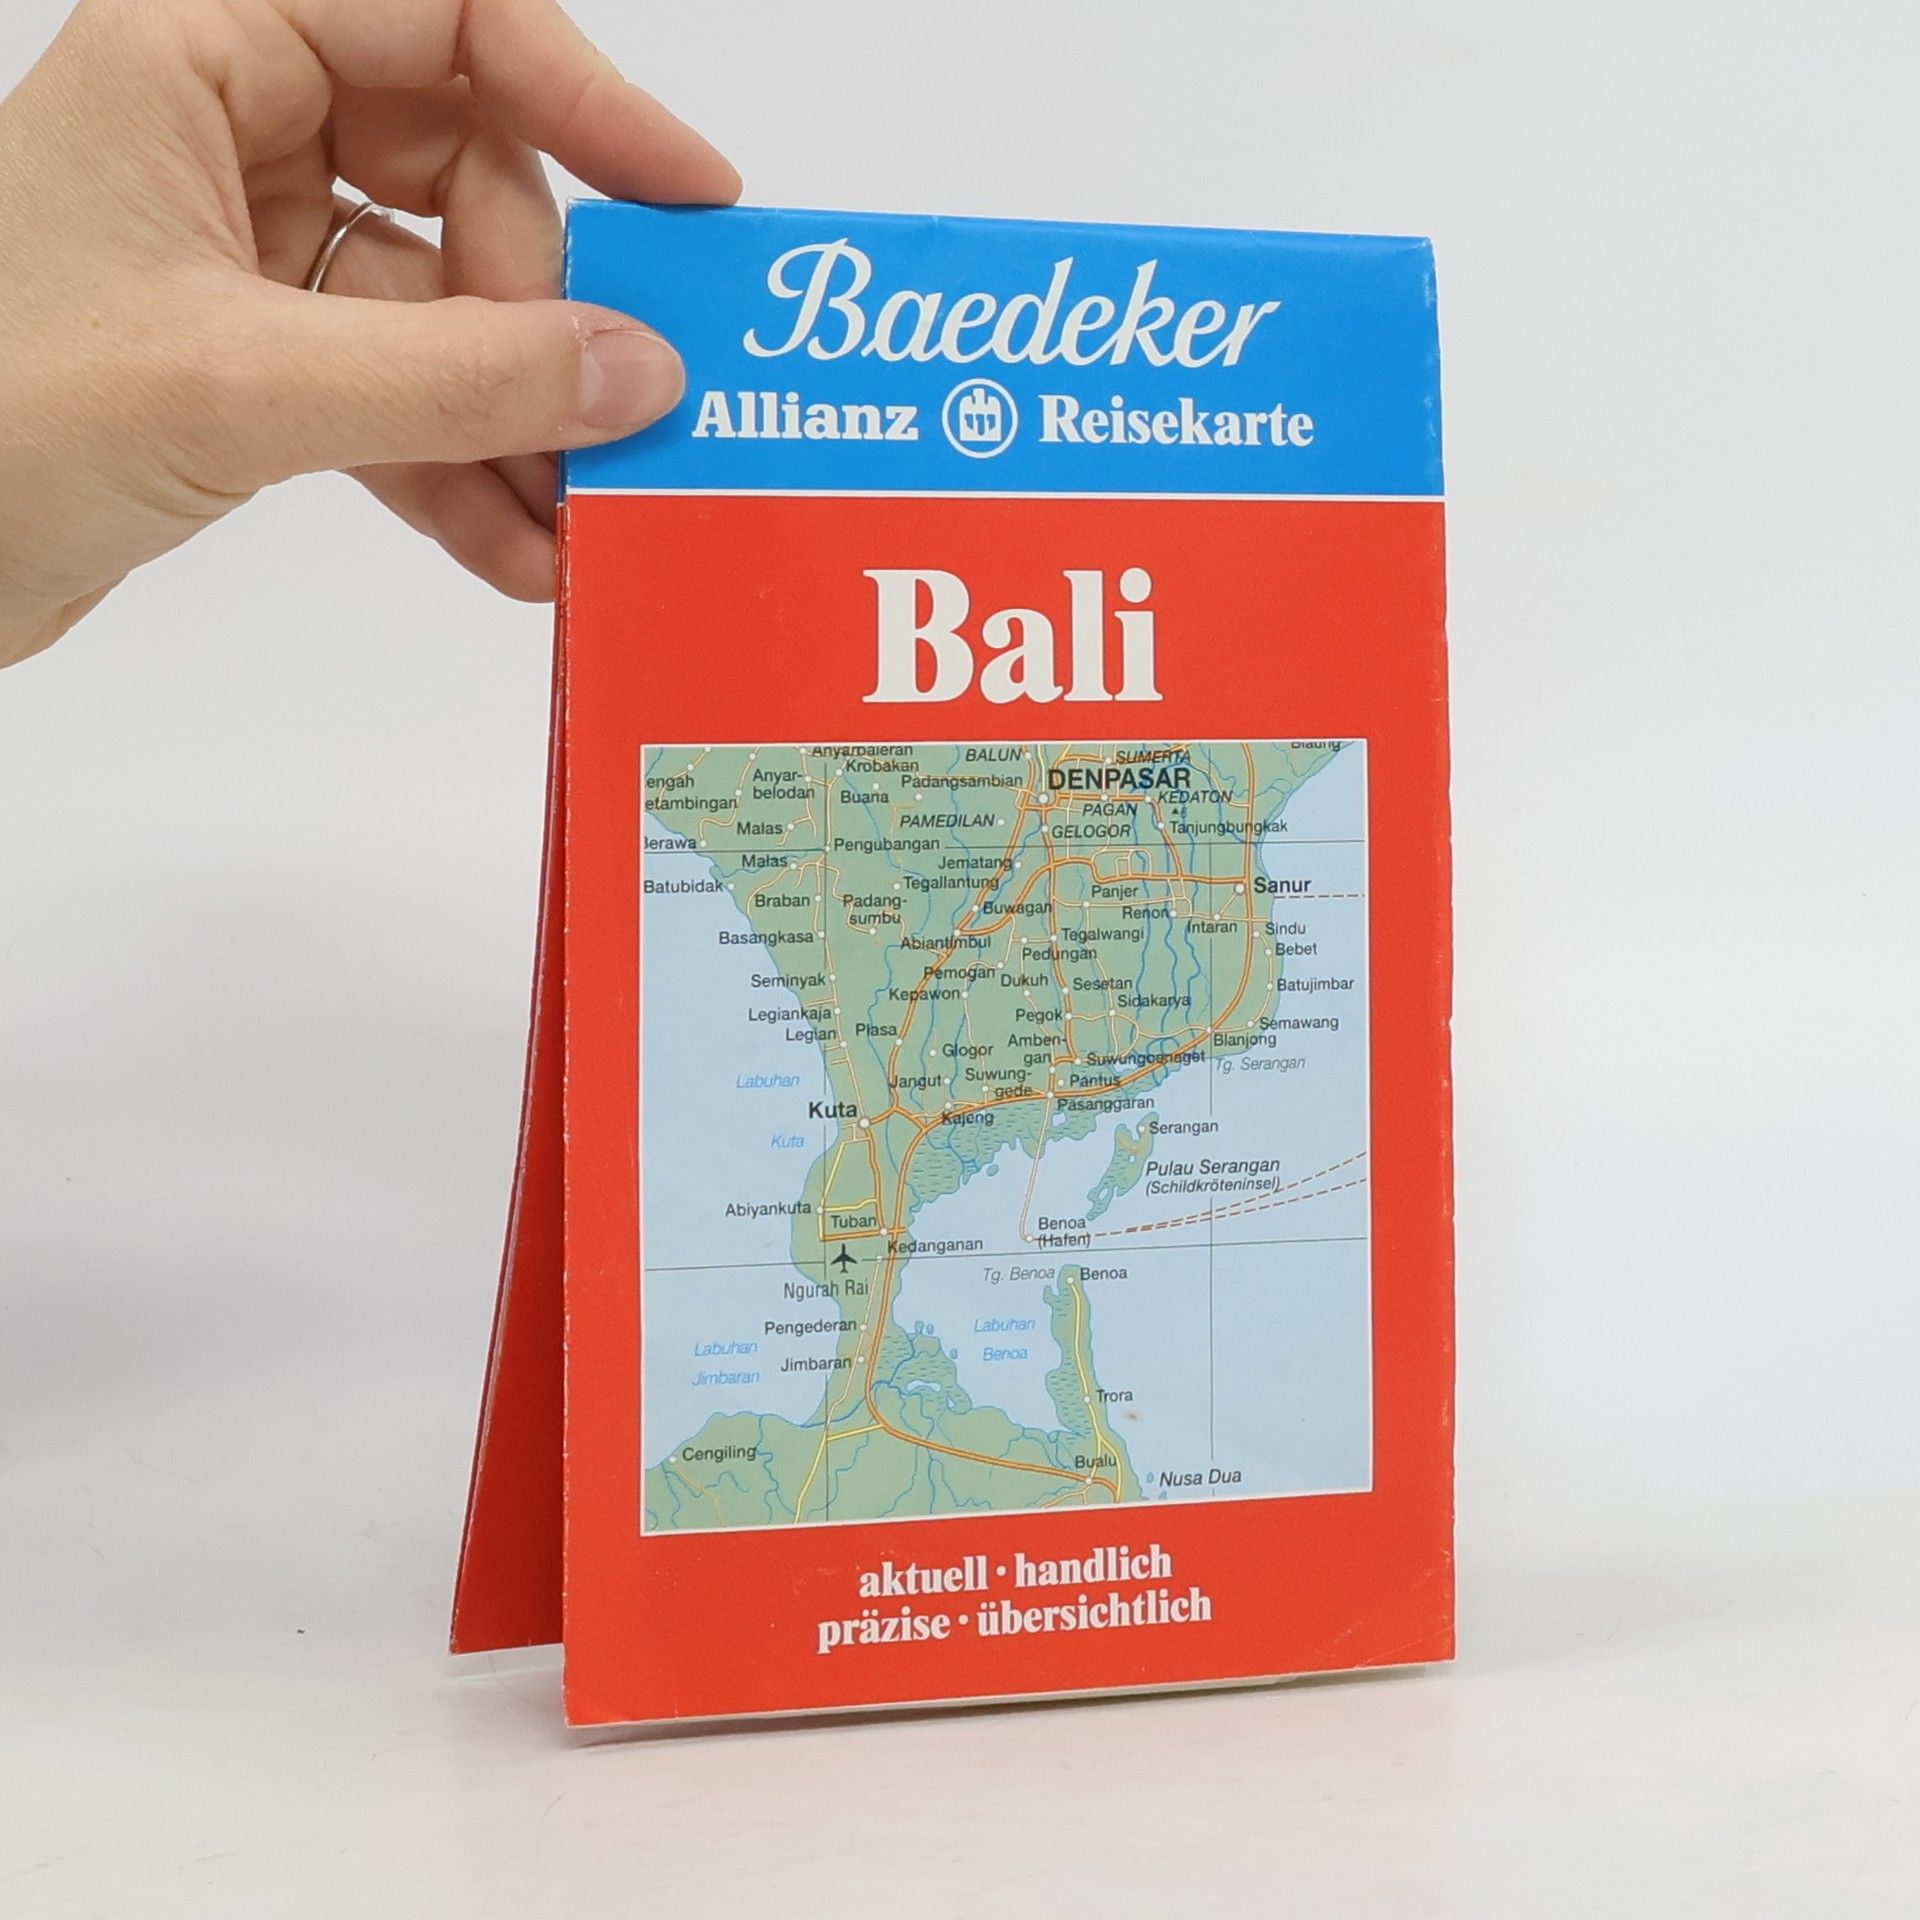 Baedeker
Allianz Reisekarte
Bali
BALUN
SUMERTA
Anyar-
belodan
Krobakan
Padangsambian
DENPASAR
Buana
PAGAN
KEDATON
Malas
PAMEDILAN
GELOGOR
Tanjungbungkak
Pengubangan
Malas
Jematang
Batubidak
Tegallantung
Sanur
Braban
Padang-
sumbu
Buwagan
Panjer
Renon
Intaran
Sindu
Basangkasa
Abiantimbul
Tegalwangi
Pedungan
Bebet
Seminyak
Pemogan
Dukuh
Sesetan
Batujimbar
Kepawon
Sidakarya
Legiankaja
Pegok
Semawang
Legian
Plasa
Glogor
Amben-
gan
Blanjong
Tg. Serangan
Labuhan
Kuta
Jangut
Suwung-
gede
Pantus
Pasanggaran
Kuta
Kajeng
Serangan
Pulau Serangan
(Schildkröteninsel)
Abiyankuta
Tuban
Benoa
(Hafen)
Kedanganan
Ngurah Rai
Tg. Benoa
Benoa
Pengederan
Labuhan
Benoa
Labuhan
Jimbaran
Jimbaran
Trora
Cengiling
Bualu
Nusa Dua
aktuell · handlich
präzise · übersichtlich